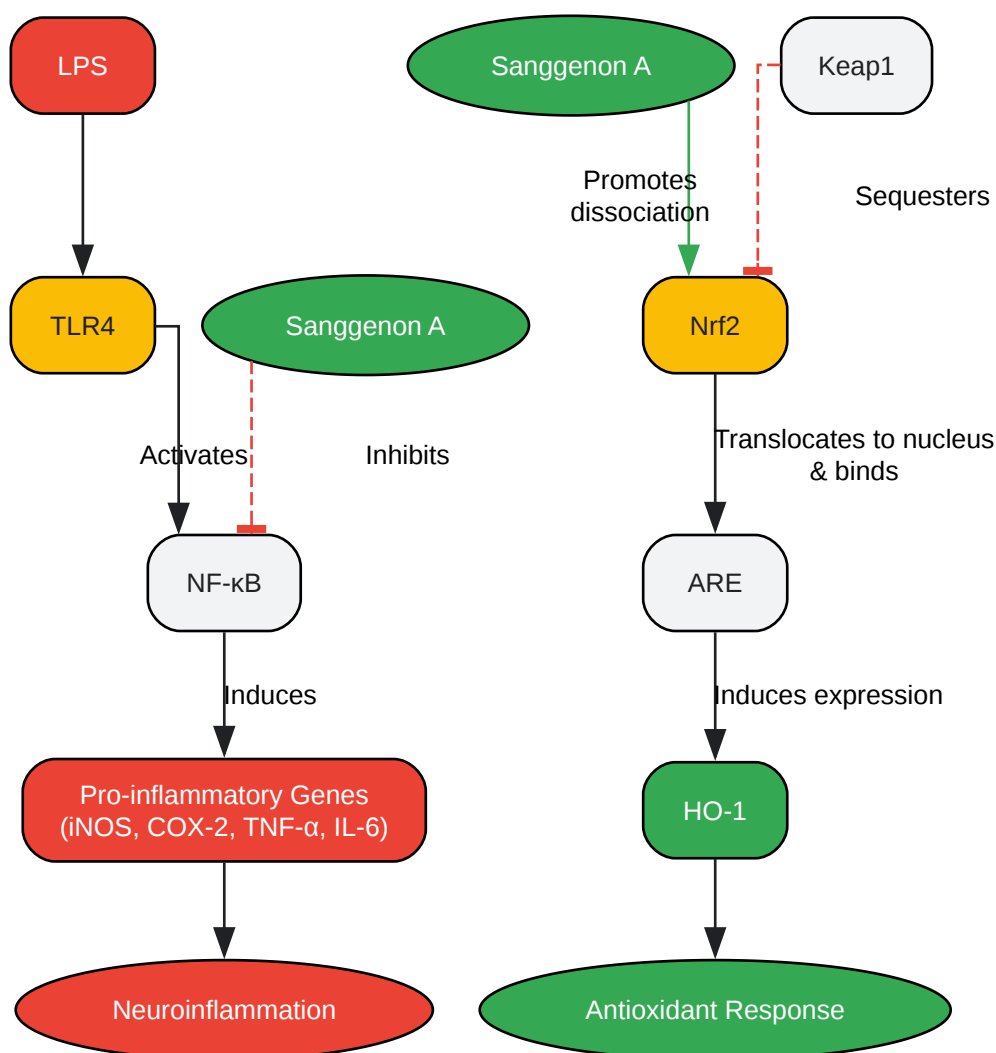 LPS
Sanggenon A
Keap1
Promotes
dissociation
Sequesters
TLR4
Sanggenon A
Nrf2
Activates
Inhibits
Translocates to nucleus
& binds
NF-κB
ARE
Induces
Induces expression
Pro-inflammatory Genes
(iNOS, COX-2, TNF-α, IL-6)
HO-1
Neuroinflammation
Antioxidant Response